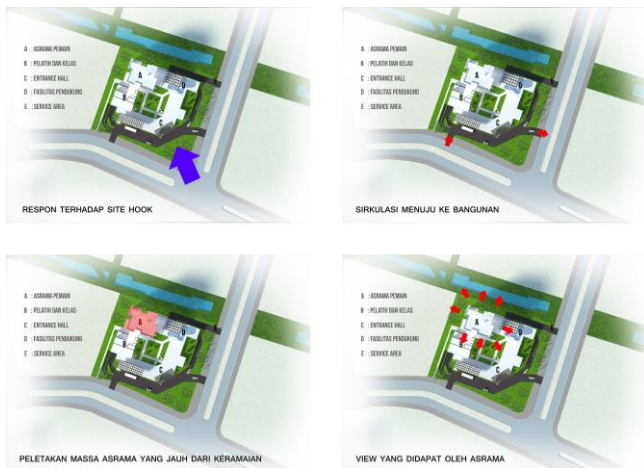 A : ASRAMA PEMAIN
B : PELATIH DAN KELAS
C : ENTRANCE HALL
D : FASILITAS PENDUKUNG
E : SERVICE AREA
A
B
C
D
E
RESPON TERHADAP SITE HOOK
A : ASRAMA PEMAIN
B : PELATIH DAN KELAS
C : ENTRANCE HALL
D : FASILITAS PENDUKUNG
E : SERVICE AREA
A
B
C
D
E
SIRKULASI MENUJU KE BANGUNAN
A : ASRAMA PEMAIN
B : PELATIH DAN KELAS
C : ENTRANCE HALL
D : FASILITAS PENDUKUNG
E : SERVICE AREA
A
B
C
D
E
PELETAKAN MASSA ASRAMA YANG JAUH DARI KERAMAIAN
A : ASRAMA PEMAIN
B : PELATIH DAN KELAS
C : ENTRANCE HALL
D : FASILITAS PENDUKUNG
E : SERVICE AREA
A
B
C
D
E
VIEW YANG DIDAPAT OLEH ASRAMA